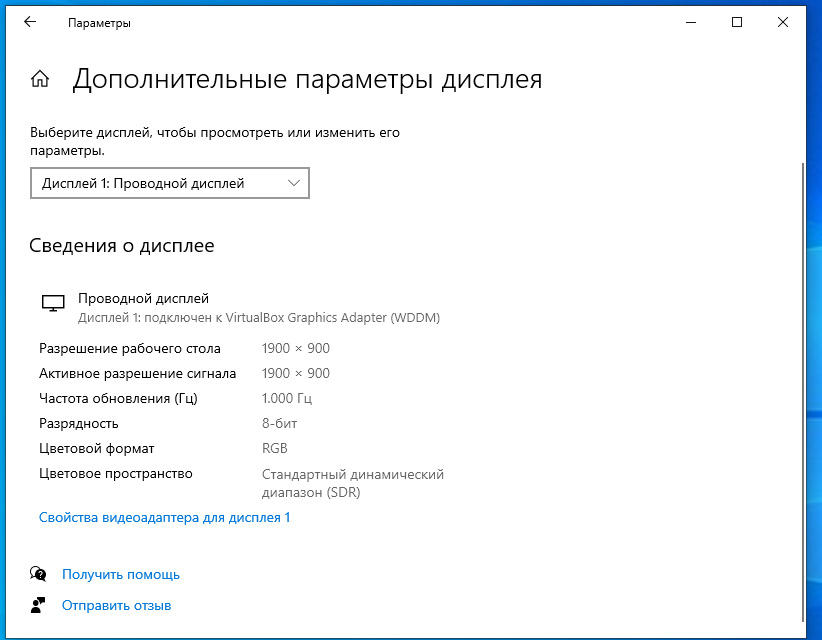 Параметры
Дополнительные параметры дисплея
Выберите дисплей, чтобы просмотреть или изменить его
параметры.
Дисплей 1: Проводной дисплей
Сведения о дисплее
Проводной дисплей
Дисплей 1: подключен к VirtualBox Graphics Adapter (WDDM)
Разрешение рабочего стола 1900 × 900
Активное разрешение сигнала 1900 × 900
Частота обновления (Гц) 1.000 Гц
Разрядность 8-бит
Цветовой формат RGB
Цветовое пространство Стандартный динамический
диапазон (SDR)
Свойства видеоадаптера для дисплея 1
Получить помощь
Отправить отзыв